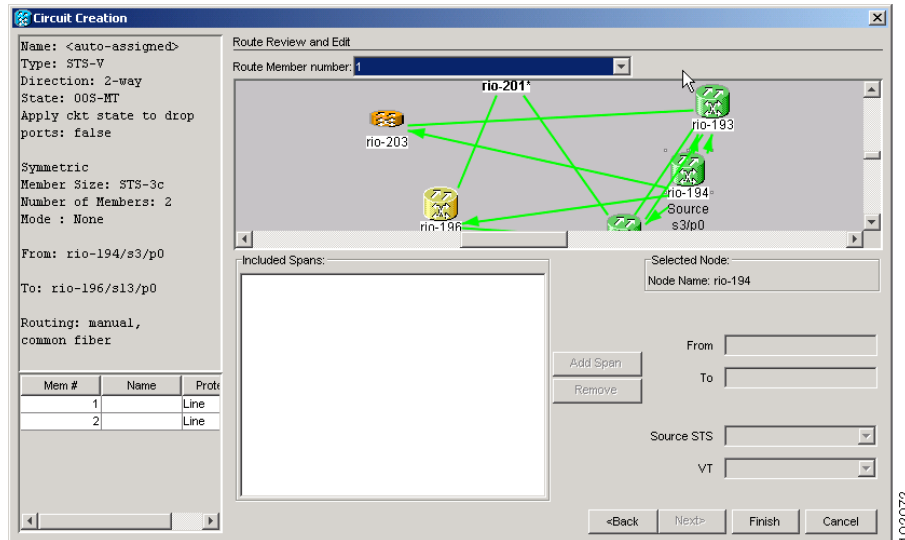 Circuit Creation
Name: <auto-assigned>
Type: STS-V
Direction: 2-way
State: OOS-MT
Apply ckt state to drop
ports: false
Symmetric
Member Size: STS-3c
Number of Members: 2
Mode : None
From: rio-194/s3/p0
To: rio-196/s13/p0
Routing: manual,
common fiber
Mem # Name Prote
1 Line
2 Line
Route Review and Edit
Route Member number: 1
rio-201*
rio-193
rio-203
rio-194
Source
s3/p0
rio-196
Included Spans:
Selected Node:
Node Name: rio-194
Add Span
Remove
From
To
Source STS
VT
<Back Next> Finish Cancel